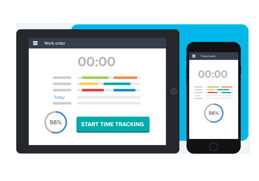 Work order
00:00
Today
56%
START TIME TRACKING
Timesheets
00:00
56%